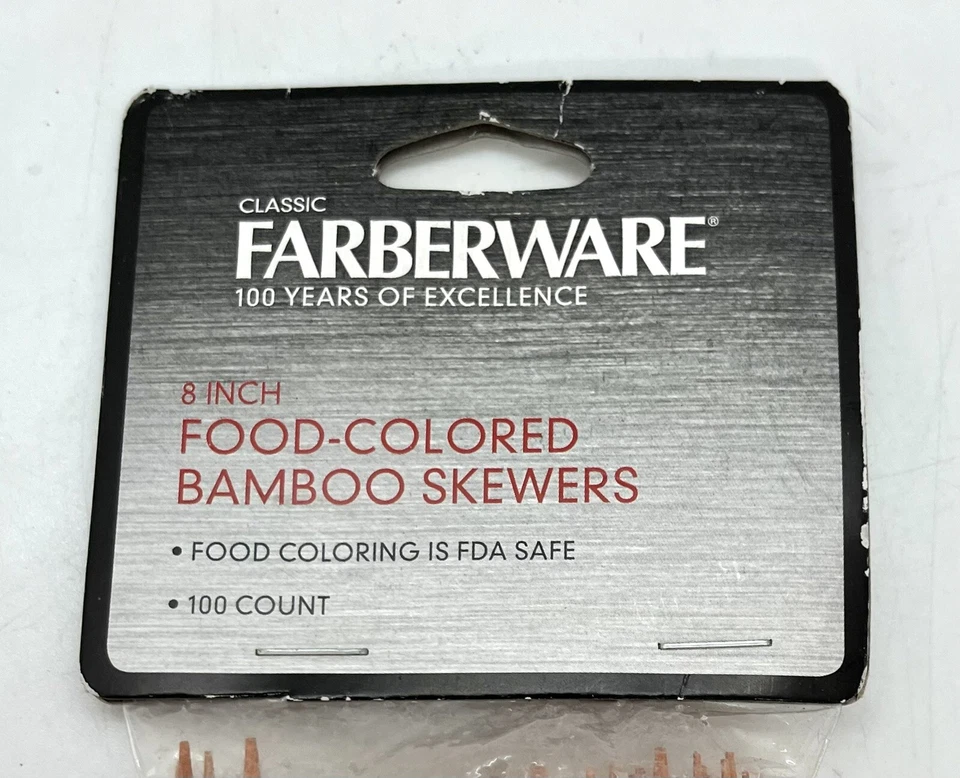 CLASSIC
FARBERWARE®
100 YEARS OF EXCELLENCE
8 INCH
FOOD-COLORED
BAMBOO SKEWERS
• FOOD COLORING IS FDA SAFE
• 100 COUNT